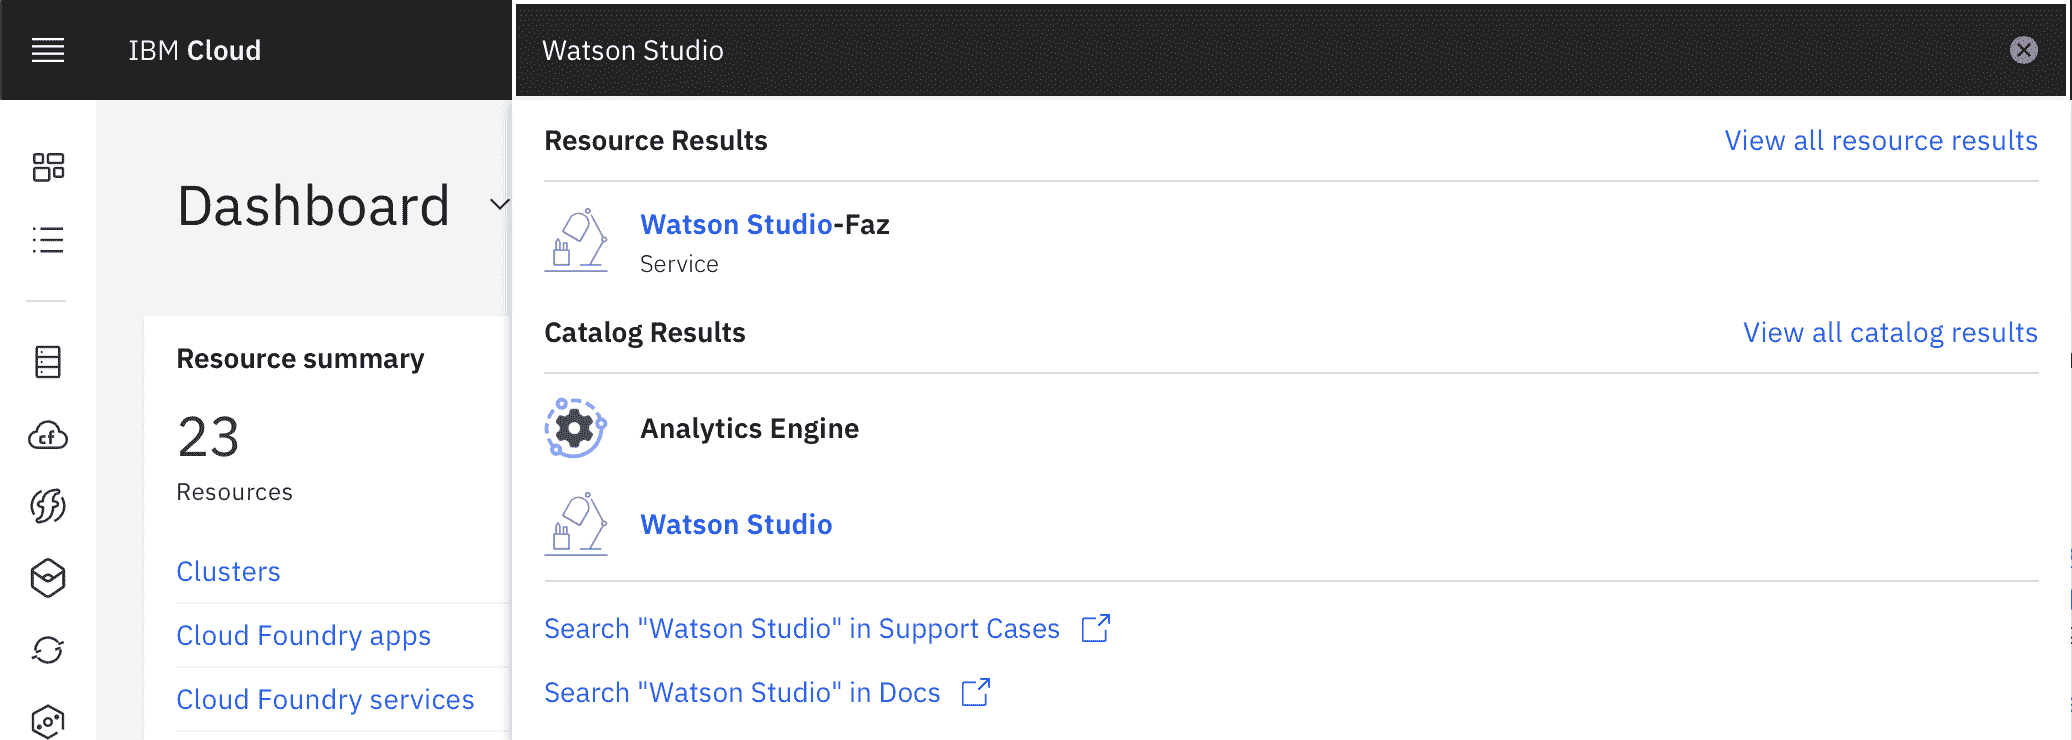 IBM Cloud
Watson Studio
Dashboard
Resource summary
23
Resources
Clusters
Cloud Foundry apps
Cloud Foundry services
Resource Results
View all resource results
Watson Studio-Faz
Service
Catalog Results
View all catalog results
Analytics Engine
Watson Studio
Search "Watson Studio" in Support Cases
Search "Watson Studio" in Docs
cf